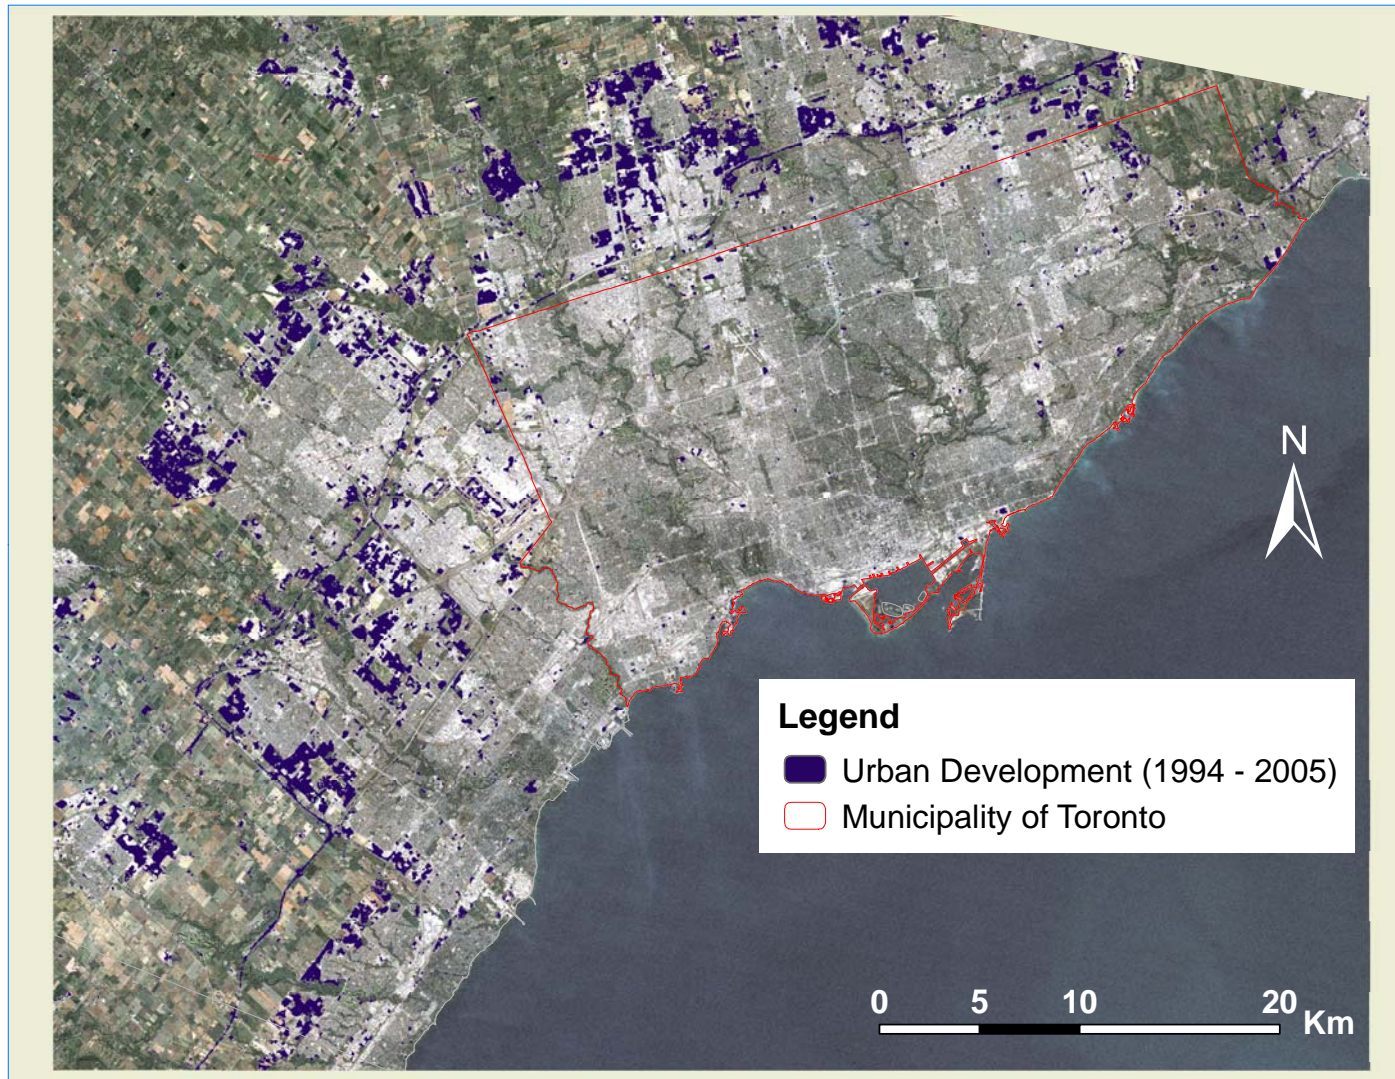 N
Legend
Urban Development (1994 - 2005)
Municipality of Toronto
0 5 10 20 Km